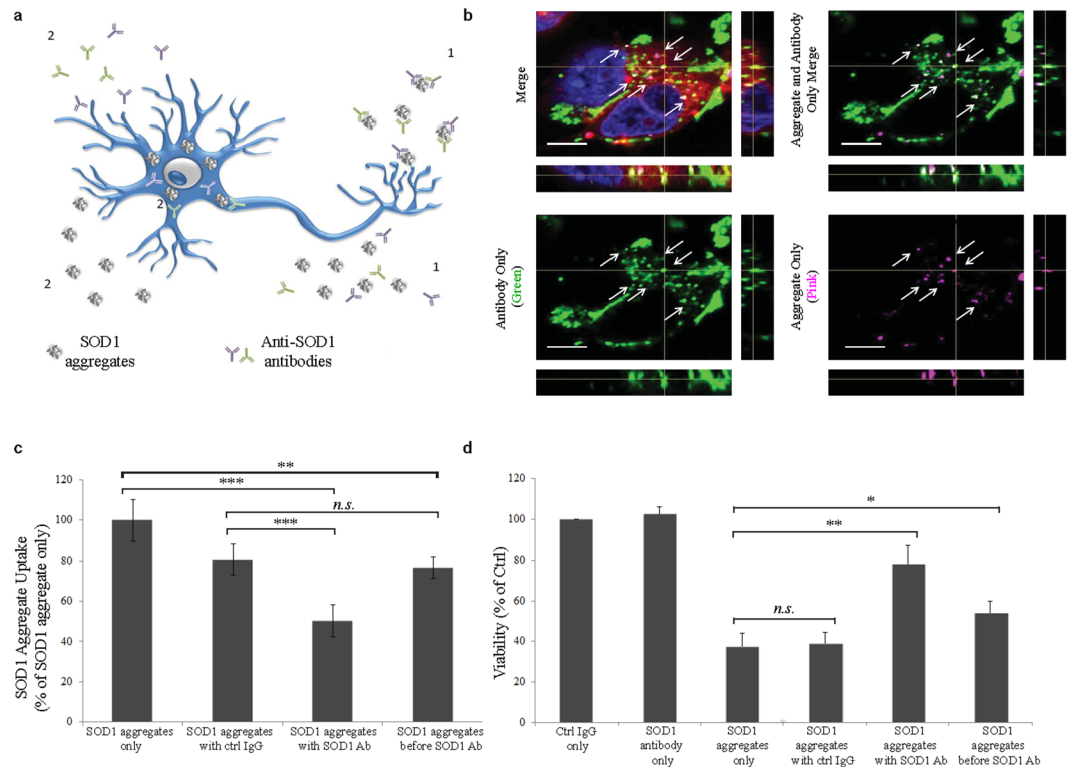 a
2
1
2
2
1
SOD1
aggregates
Anti-SOD1
antibodies
b
Merge
Aggregate and Antibody
Only Merge
Antibody Only
(Green)
Aggregate Only
(Pink)
c
**
***
n.s.
***
SOD1 Aggregate Uptake
(% of SOD1 aggregate only)
120
100
80
60
40
20
0
SOD1 aggregates
only
SOD1 aggregates
with ctrl IgG
SOD1 aggregates
with SOD1 Ab
SOD1 aggregates
before SOD1 Ab
d
*
**
n.s.
Viability (% of Ctrl)
120
100
80
60
40
20
0
Ctrl IgG
only
SOD1
antibody
only
SOD1
aggregates
only
SOD1
aggregates
with ctrl IgG
SOD1
aggregates
with SOD1 Ab
SOD1
aggregates
before SOD1 Ab